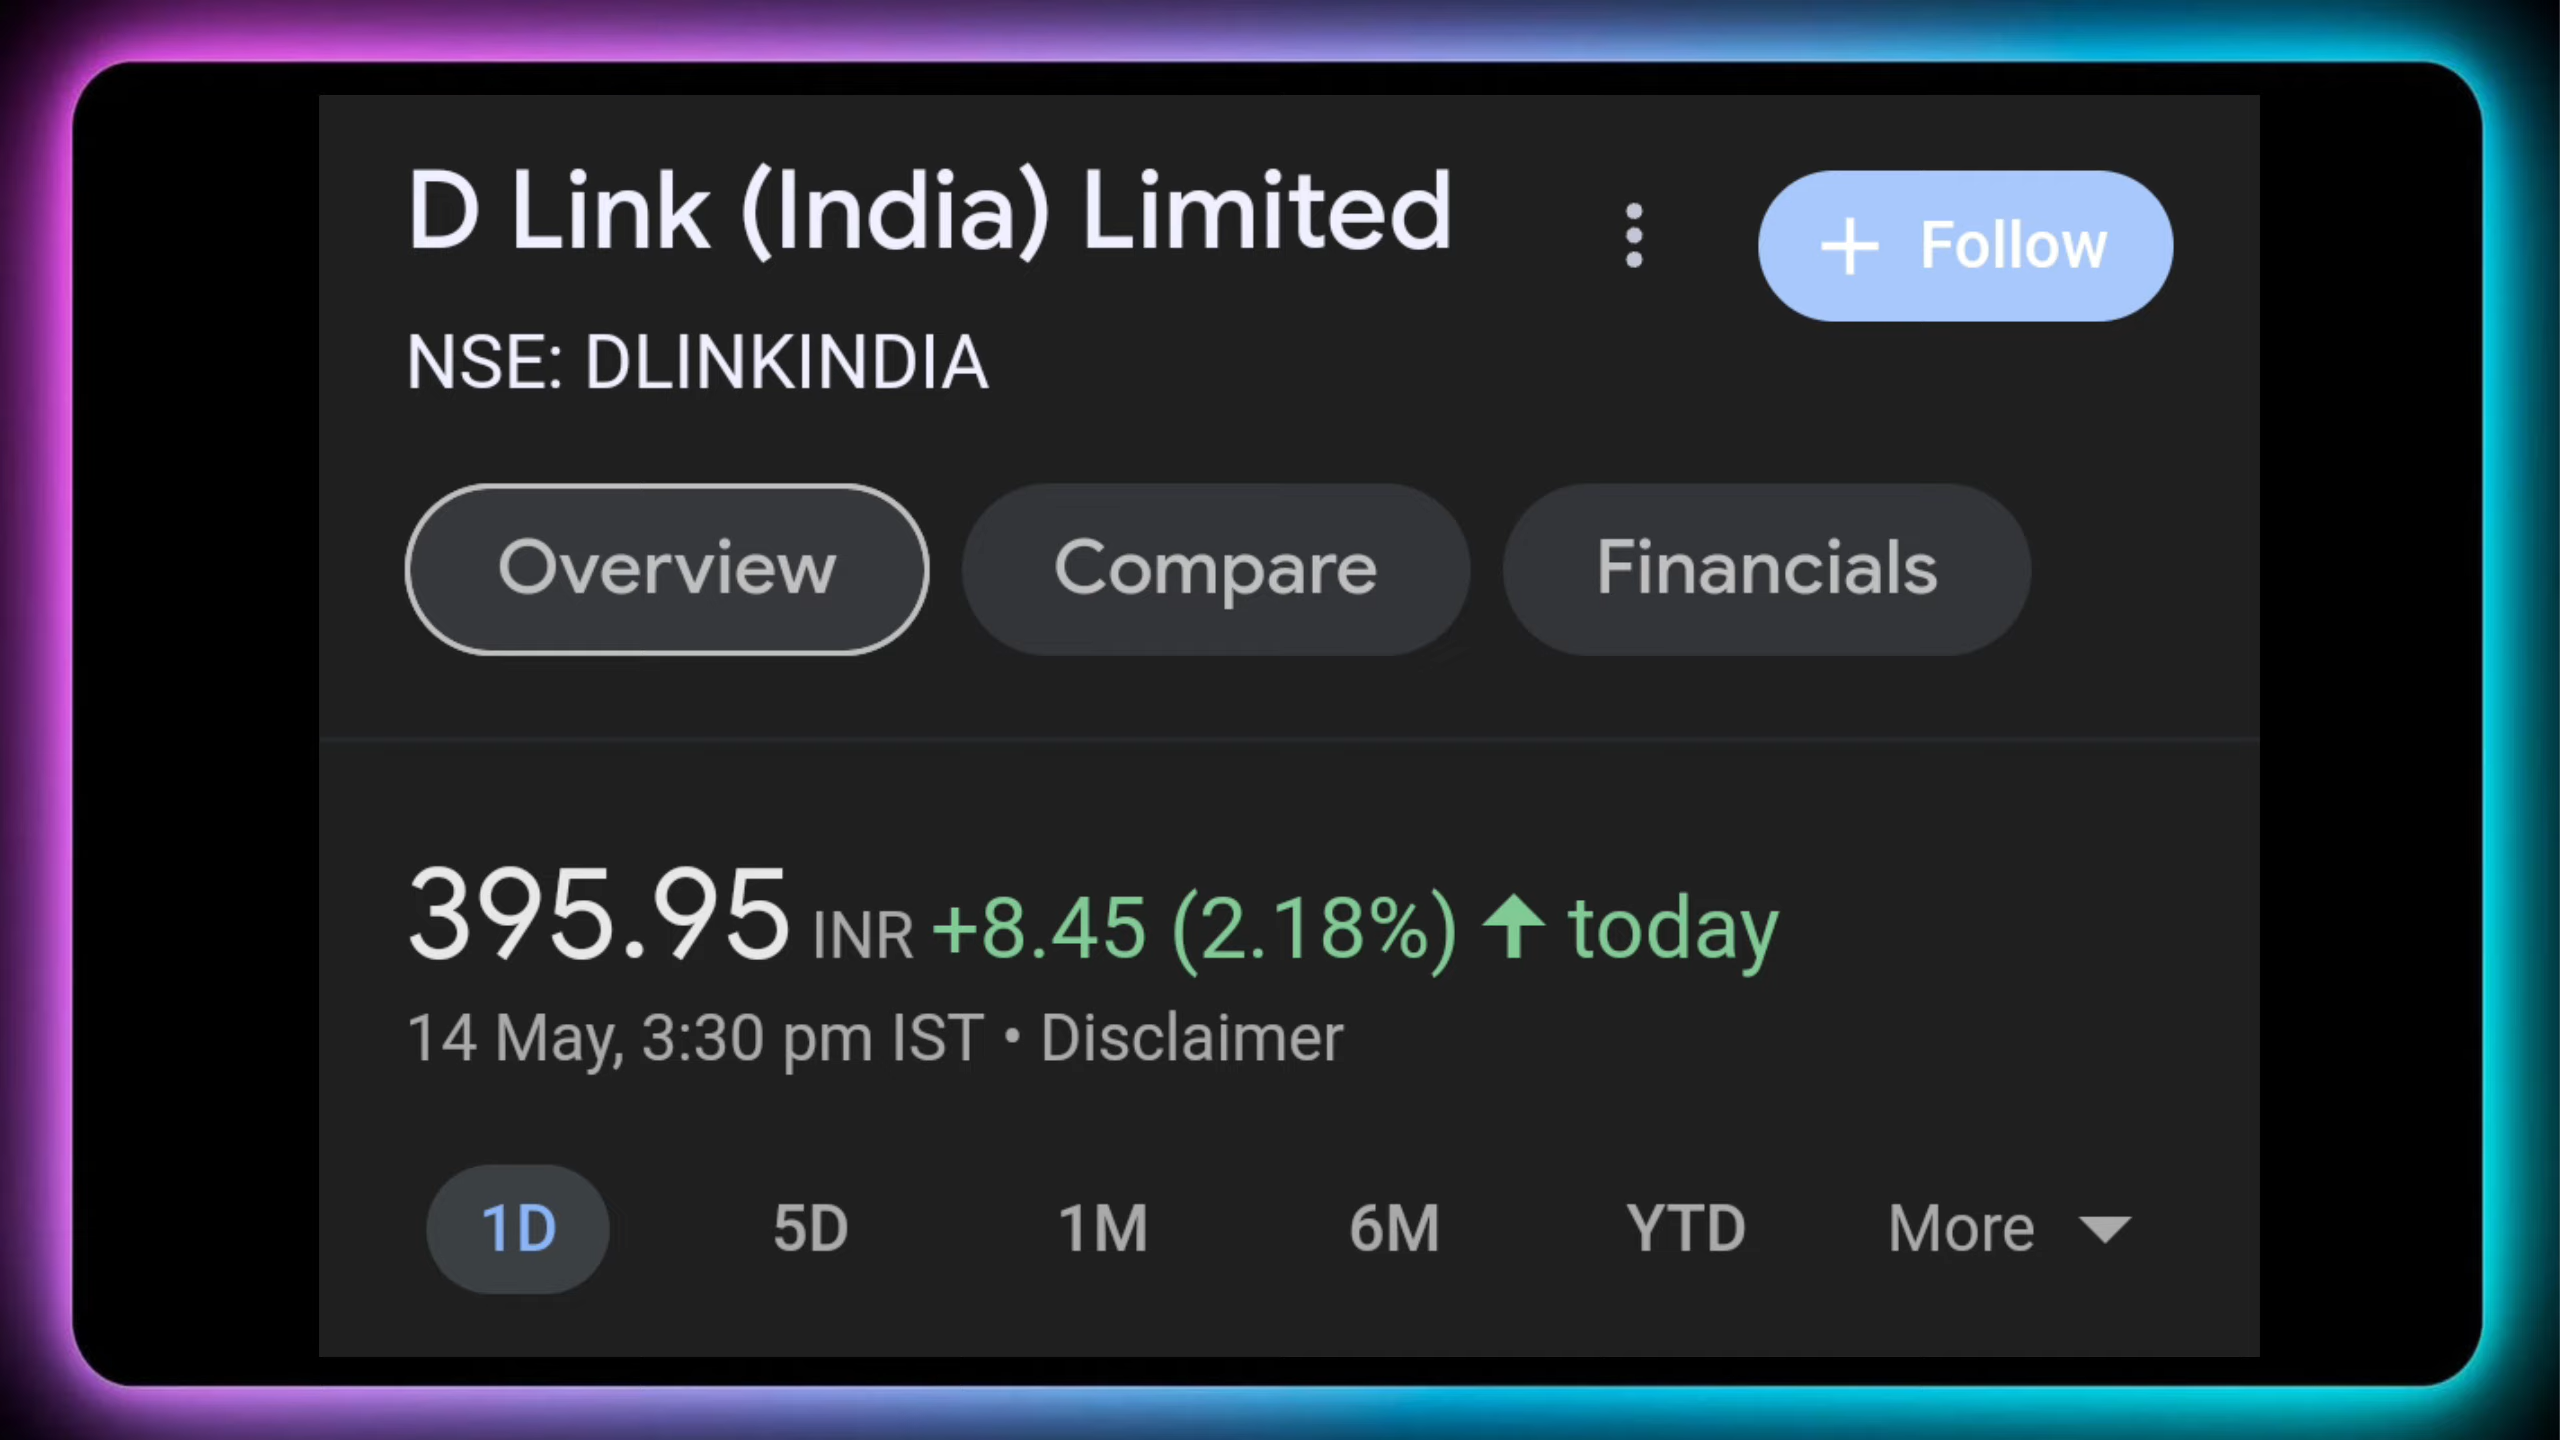 D Link (India) Limited
+ Follow
NSE: DLINKINDIA
Overview Compare Financials
395.95 INR +8.45 (2.18%) ↑ today
14 May, 3:30 pm IST • Disclaimer
1D 5D 1M 6M YTD More